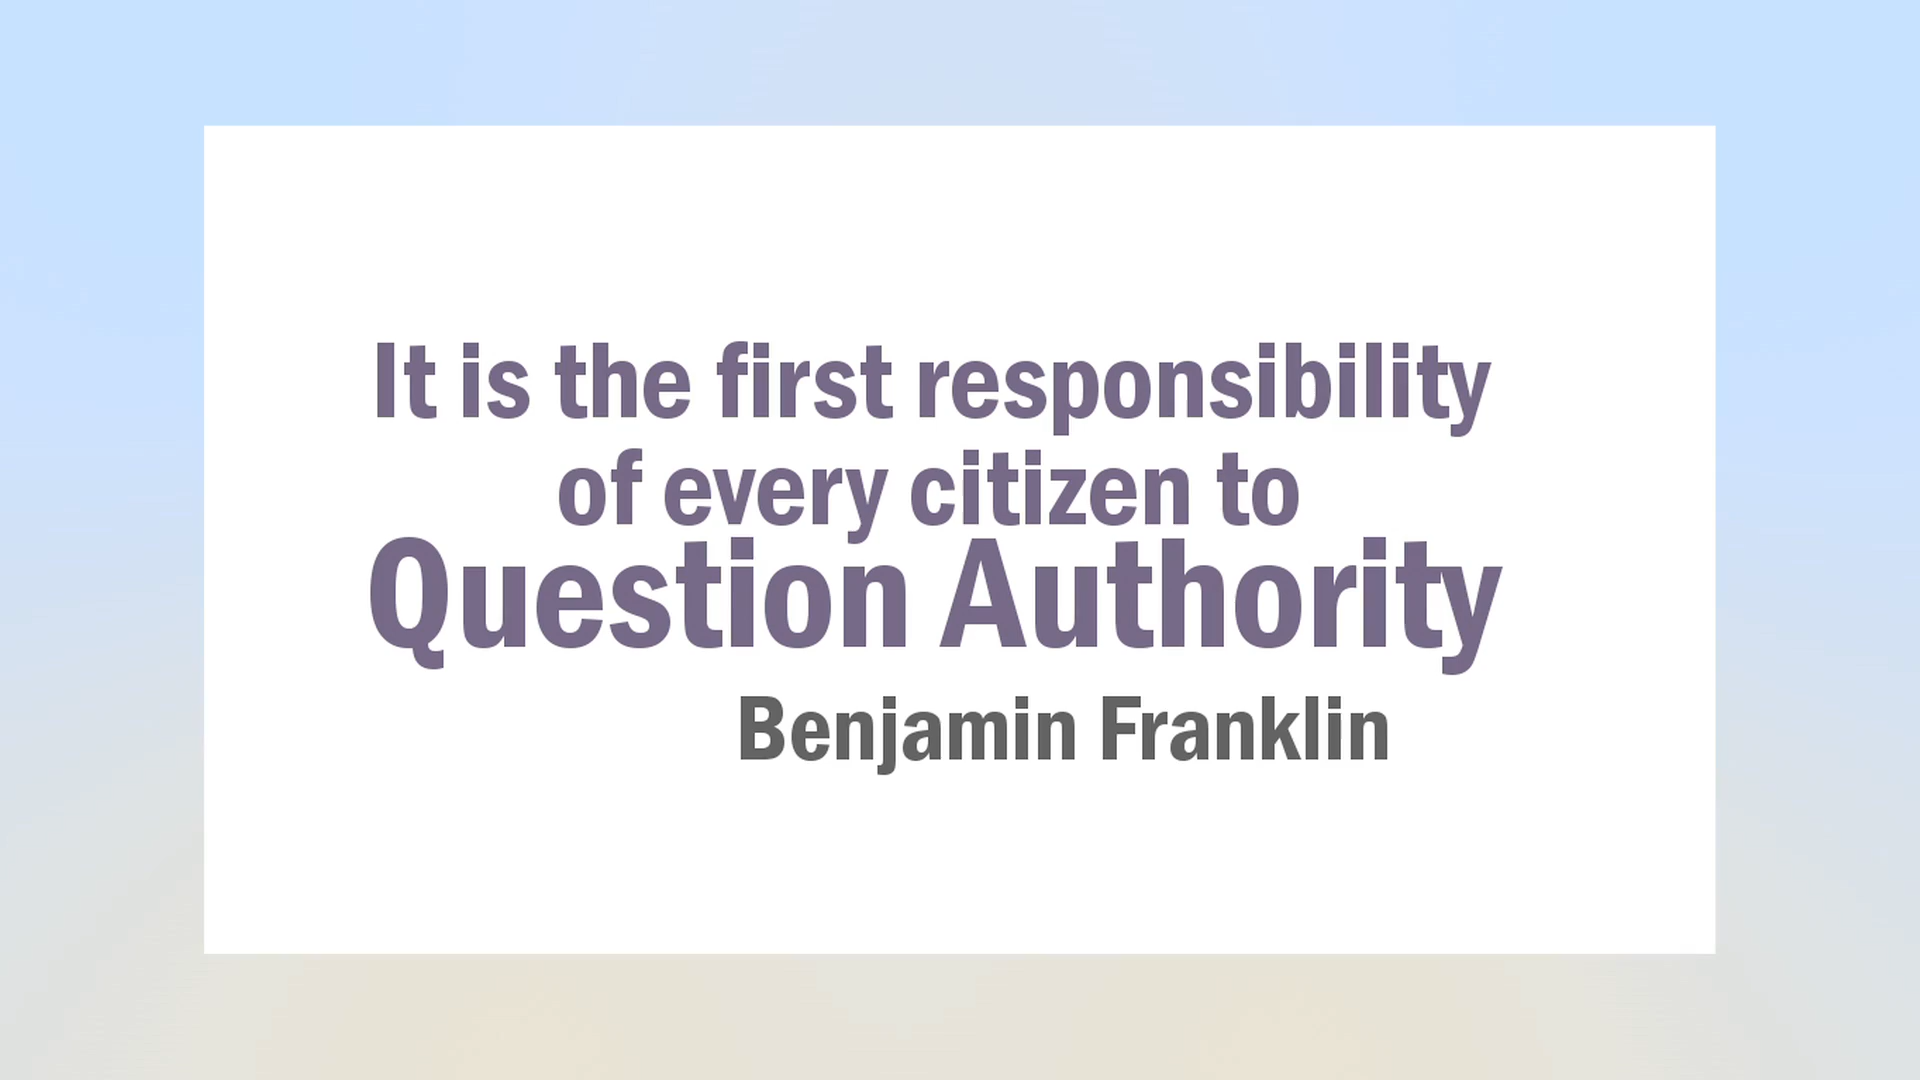 It is the first responsibility
of every citizen to
Question Authority
Benjamin Franklin